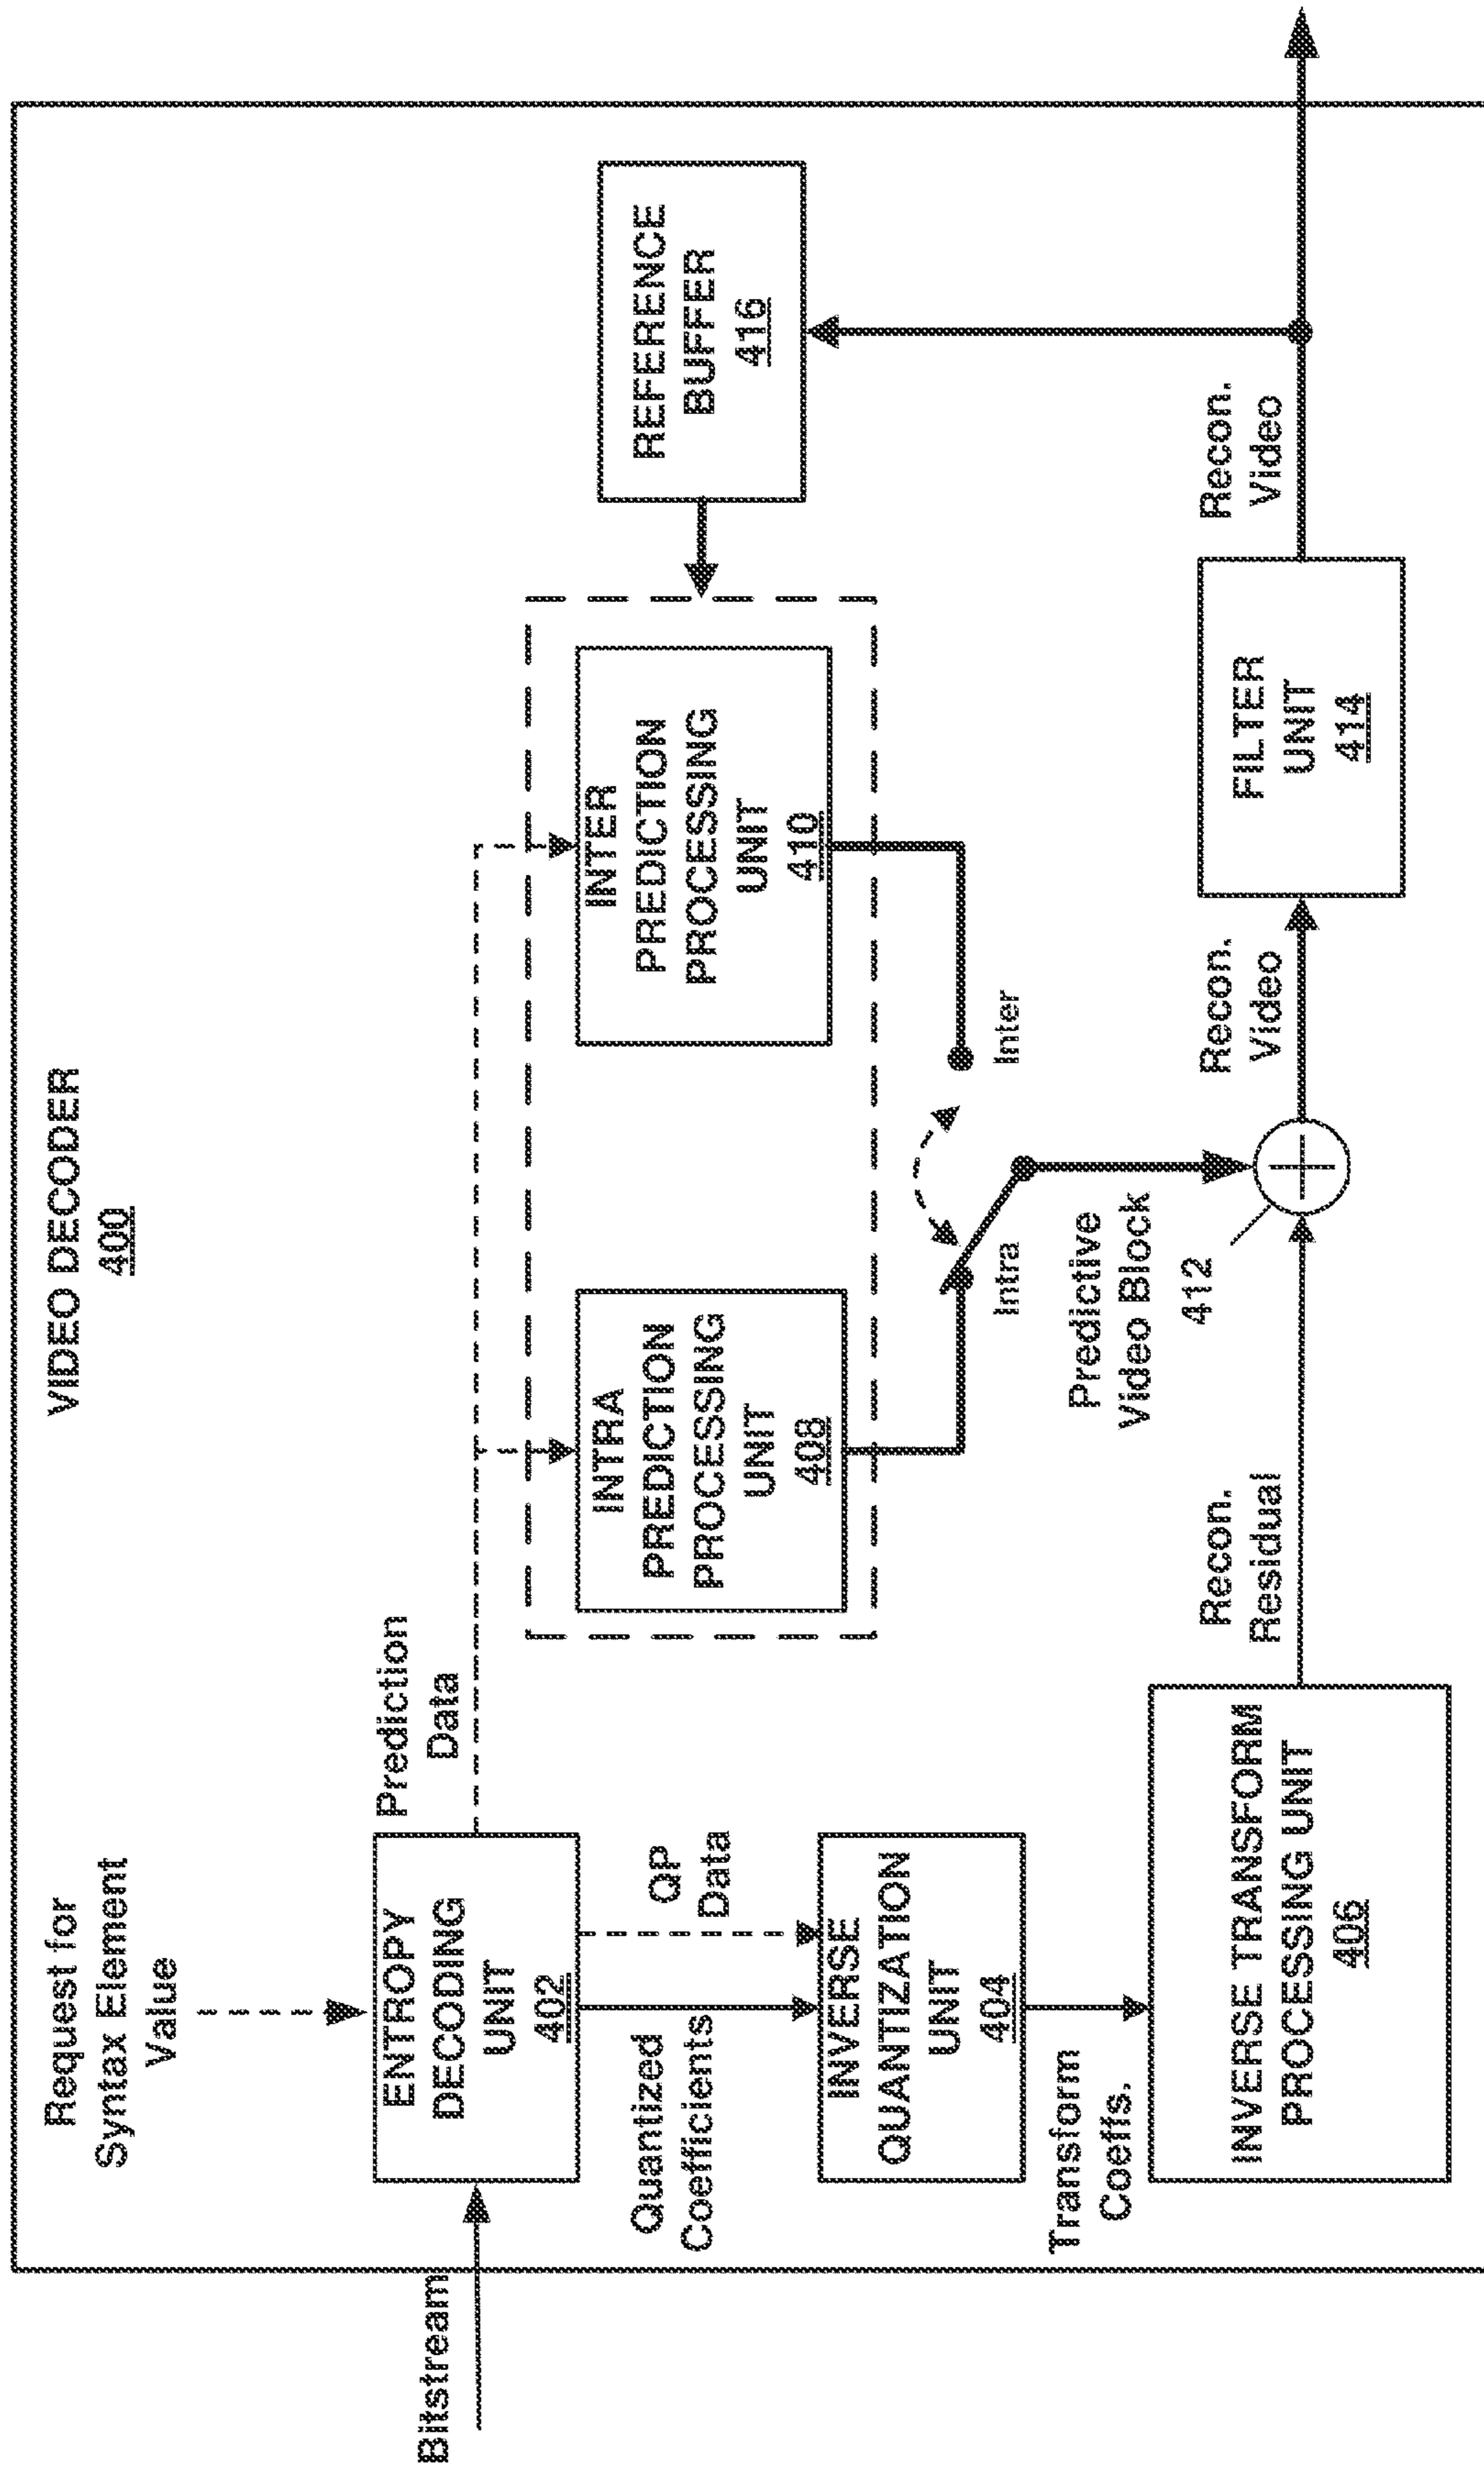 VIDEO DECODER
400
Request for
Syntax Element
Value
Bitstream
ENTROPY
DECODING
UNIT
402
Prediction
Data
Quantized
Coefficients
QP
Data
INVERSE
QUANTIZATION
UNIT
404
Transform
Coeffs.
INVERSE TRANSFORM
PROCESSING UNIT
406
Recon.
Residual
INTRA
PREDICTION
PROCESSING
UNIT
408
INTER
PREDICTION
PROCESSING
UNIT
410
Intra
Inter
Predictive
Video Block
412
Recon.
Video
FILTER
UNIT
414
Recon.
Video
REFERENCE
BUFFER
416